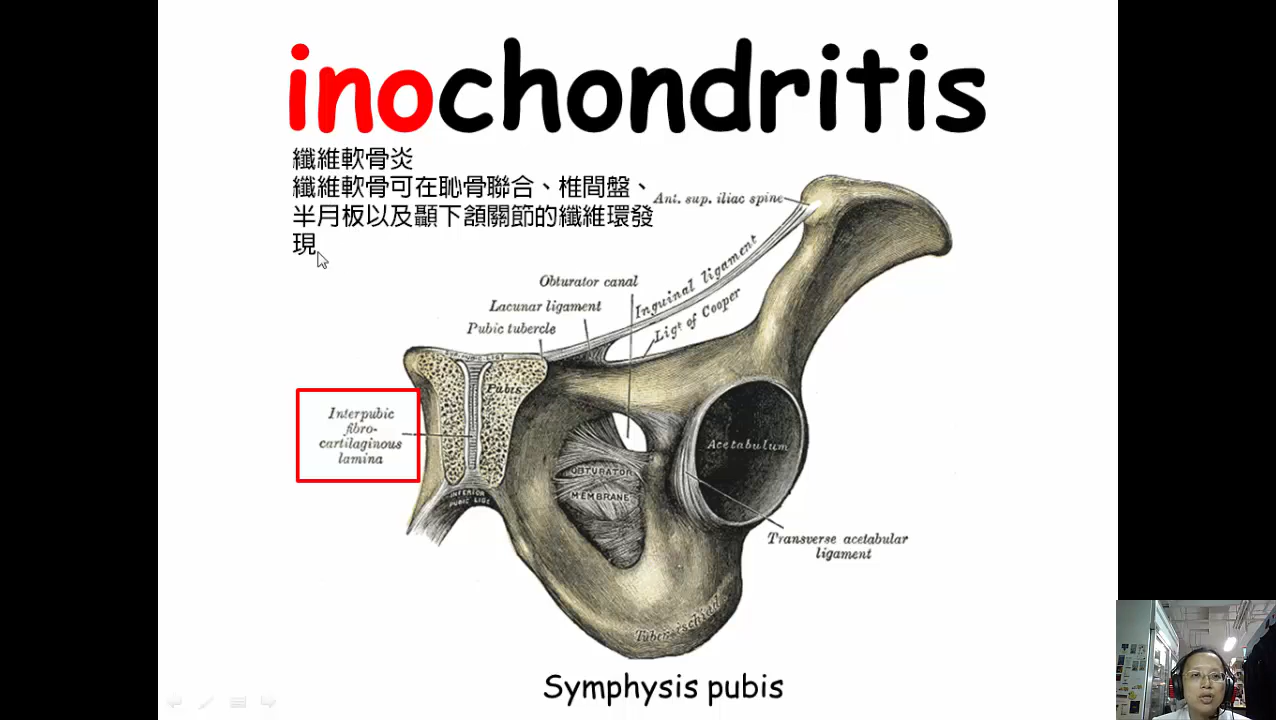 inochondritis
纖維軟骨炎
纖維軟骨可在恥骨聯合、椎間盤、
半月板以及顳下頷關節的纖維環發
現
Ant. sup. iliac spine
Inguinal ligament
Obturator canal
Lacunar ligament
Ligt of Cooper
Pubic tubercle
Pubis
Interpubic
fibro-
cartilaginous
lamina
Acetabulum
OBTURATOR
MEMBRANE
INFERIOR
PUBIC LIGT
Transverse acetabular
ligament
Symphysis pubis